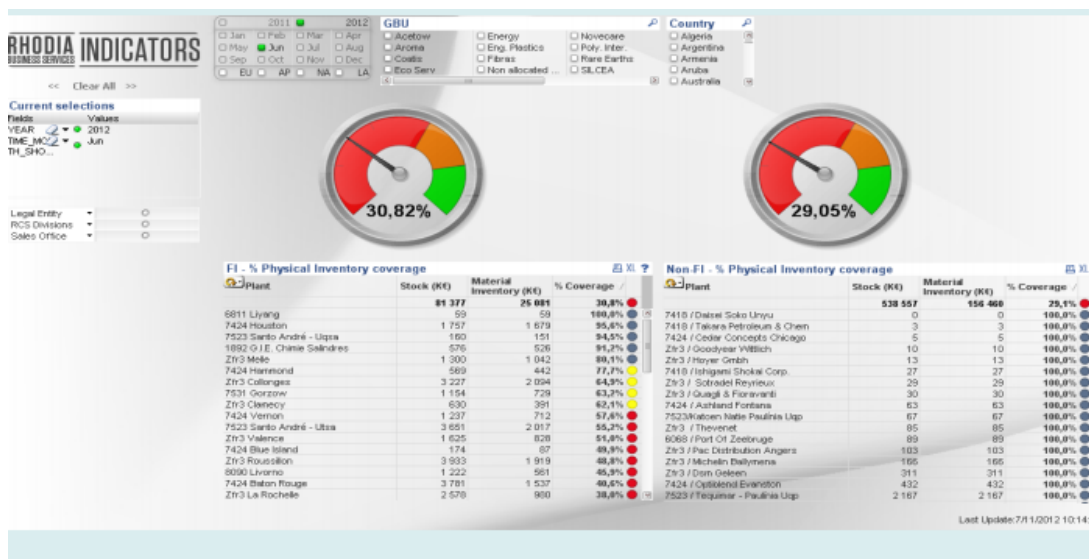 RHODIA INDICATORS
BUSINESS SERVICES
<< Clear All >>
Current selections
Fields Values
YEAR 2012
TIME_MO Jun
TH_SHO...
Legal Entity
RCS Divisions
Sales Office
2011 2012
Jan Feb Mar Apr
May Jun Jul Aug
Sep Oct Nov Dec
EU AP NA LA
GBU
Acetow Energy Novecare
Aroma Eng. Plastics Poly. Inter.
Coatis Fibras Rare Earths
Eco Serv Non allocated ... SILCEA
Country
Algeria
Argentina
Armenia
Aruba
Australia
30,82%
29,05%
FI - % Physical Inventory coverage XL ?
Plant Stock (K€) Material Inventory (K€) % Coverage
81 377 25 081 30,8%
6811 Liyang 59 59 100,0%
7424 Houston 1 757 1 679 95,6%
7523 Santo André - Uqsa 160 151 94,5%
1892 G.I.E. Chimie Salindres 576 526 91,2%
Zfr3 Melle 1 300 1 042 80,1%
7424 Hammond 569 442 77,7%
Zfr3 Collonges 3 227 2 094 64,9%
7531 Gorzow 1 154 729 63,2%
Zfr3 Clamecy 630 391 62,1%
7424 Vernon 1 237 712 57,6%
7523 Santo André - Utsa 3 651 2 017 55,2%
Zfr3 Valence 1 625 828 51,0%
7424 Blue Island 174 87 49,9%
Zfr3 Roussillon 3 933 1 919 48,8%
8090 Livorno 1 222 561 45,9%
7424 Baton Rouge 3 781 1 537 40,6%
Zfr3 La Rochelle 2 578 980 38,0%
Non-FI - % Physical Inventory coverage XL
Plant Stock (K€) Material Inventory (K€) % Coverage
538 557 156 460 29,1%
7418 / Daisei Soko Unyu 0 0 100,0%
7418 / Takara Petroleum & Chem 3 3 100,0%
7424 / Cedar Concepts Chicago 5 5 100,0%
Zfr3 / Goodyear Wittlich 10 10 100,0%
Zfr3 / Hoyer Gmbh 13 13 100,0%
7418 / Ishigami Shokai Corp. 27 27 100,0%
Zfr3 / Sotradel Reyrieux 29 29 100,0%
Zfr3 / Quagli & Fioravanti 30 30 100,0%
7424 / Ashland Fontana 63 63 100,0%
7523/Katoen Natie Paulínia Uqp 67 67 100,0%
Zfr3 / Thevenet 85 85 100,0%
6068 / Port Of Zeebruge 89 89 100,0%
Zfr3 / Pac Distribution Angers 103 103 100,0%
Zfr3 / Michelin Ballymena 166 166 100,0%
Zfr3 / Dsm Geleen 311 311 100,0%
7424 / Optiblend Evanston 432 432 100,0%
7523 / Tequimar - Paulínia Uqp 2 167 2 167 100,0%
Last Update:7/11/2012 10:14: